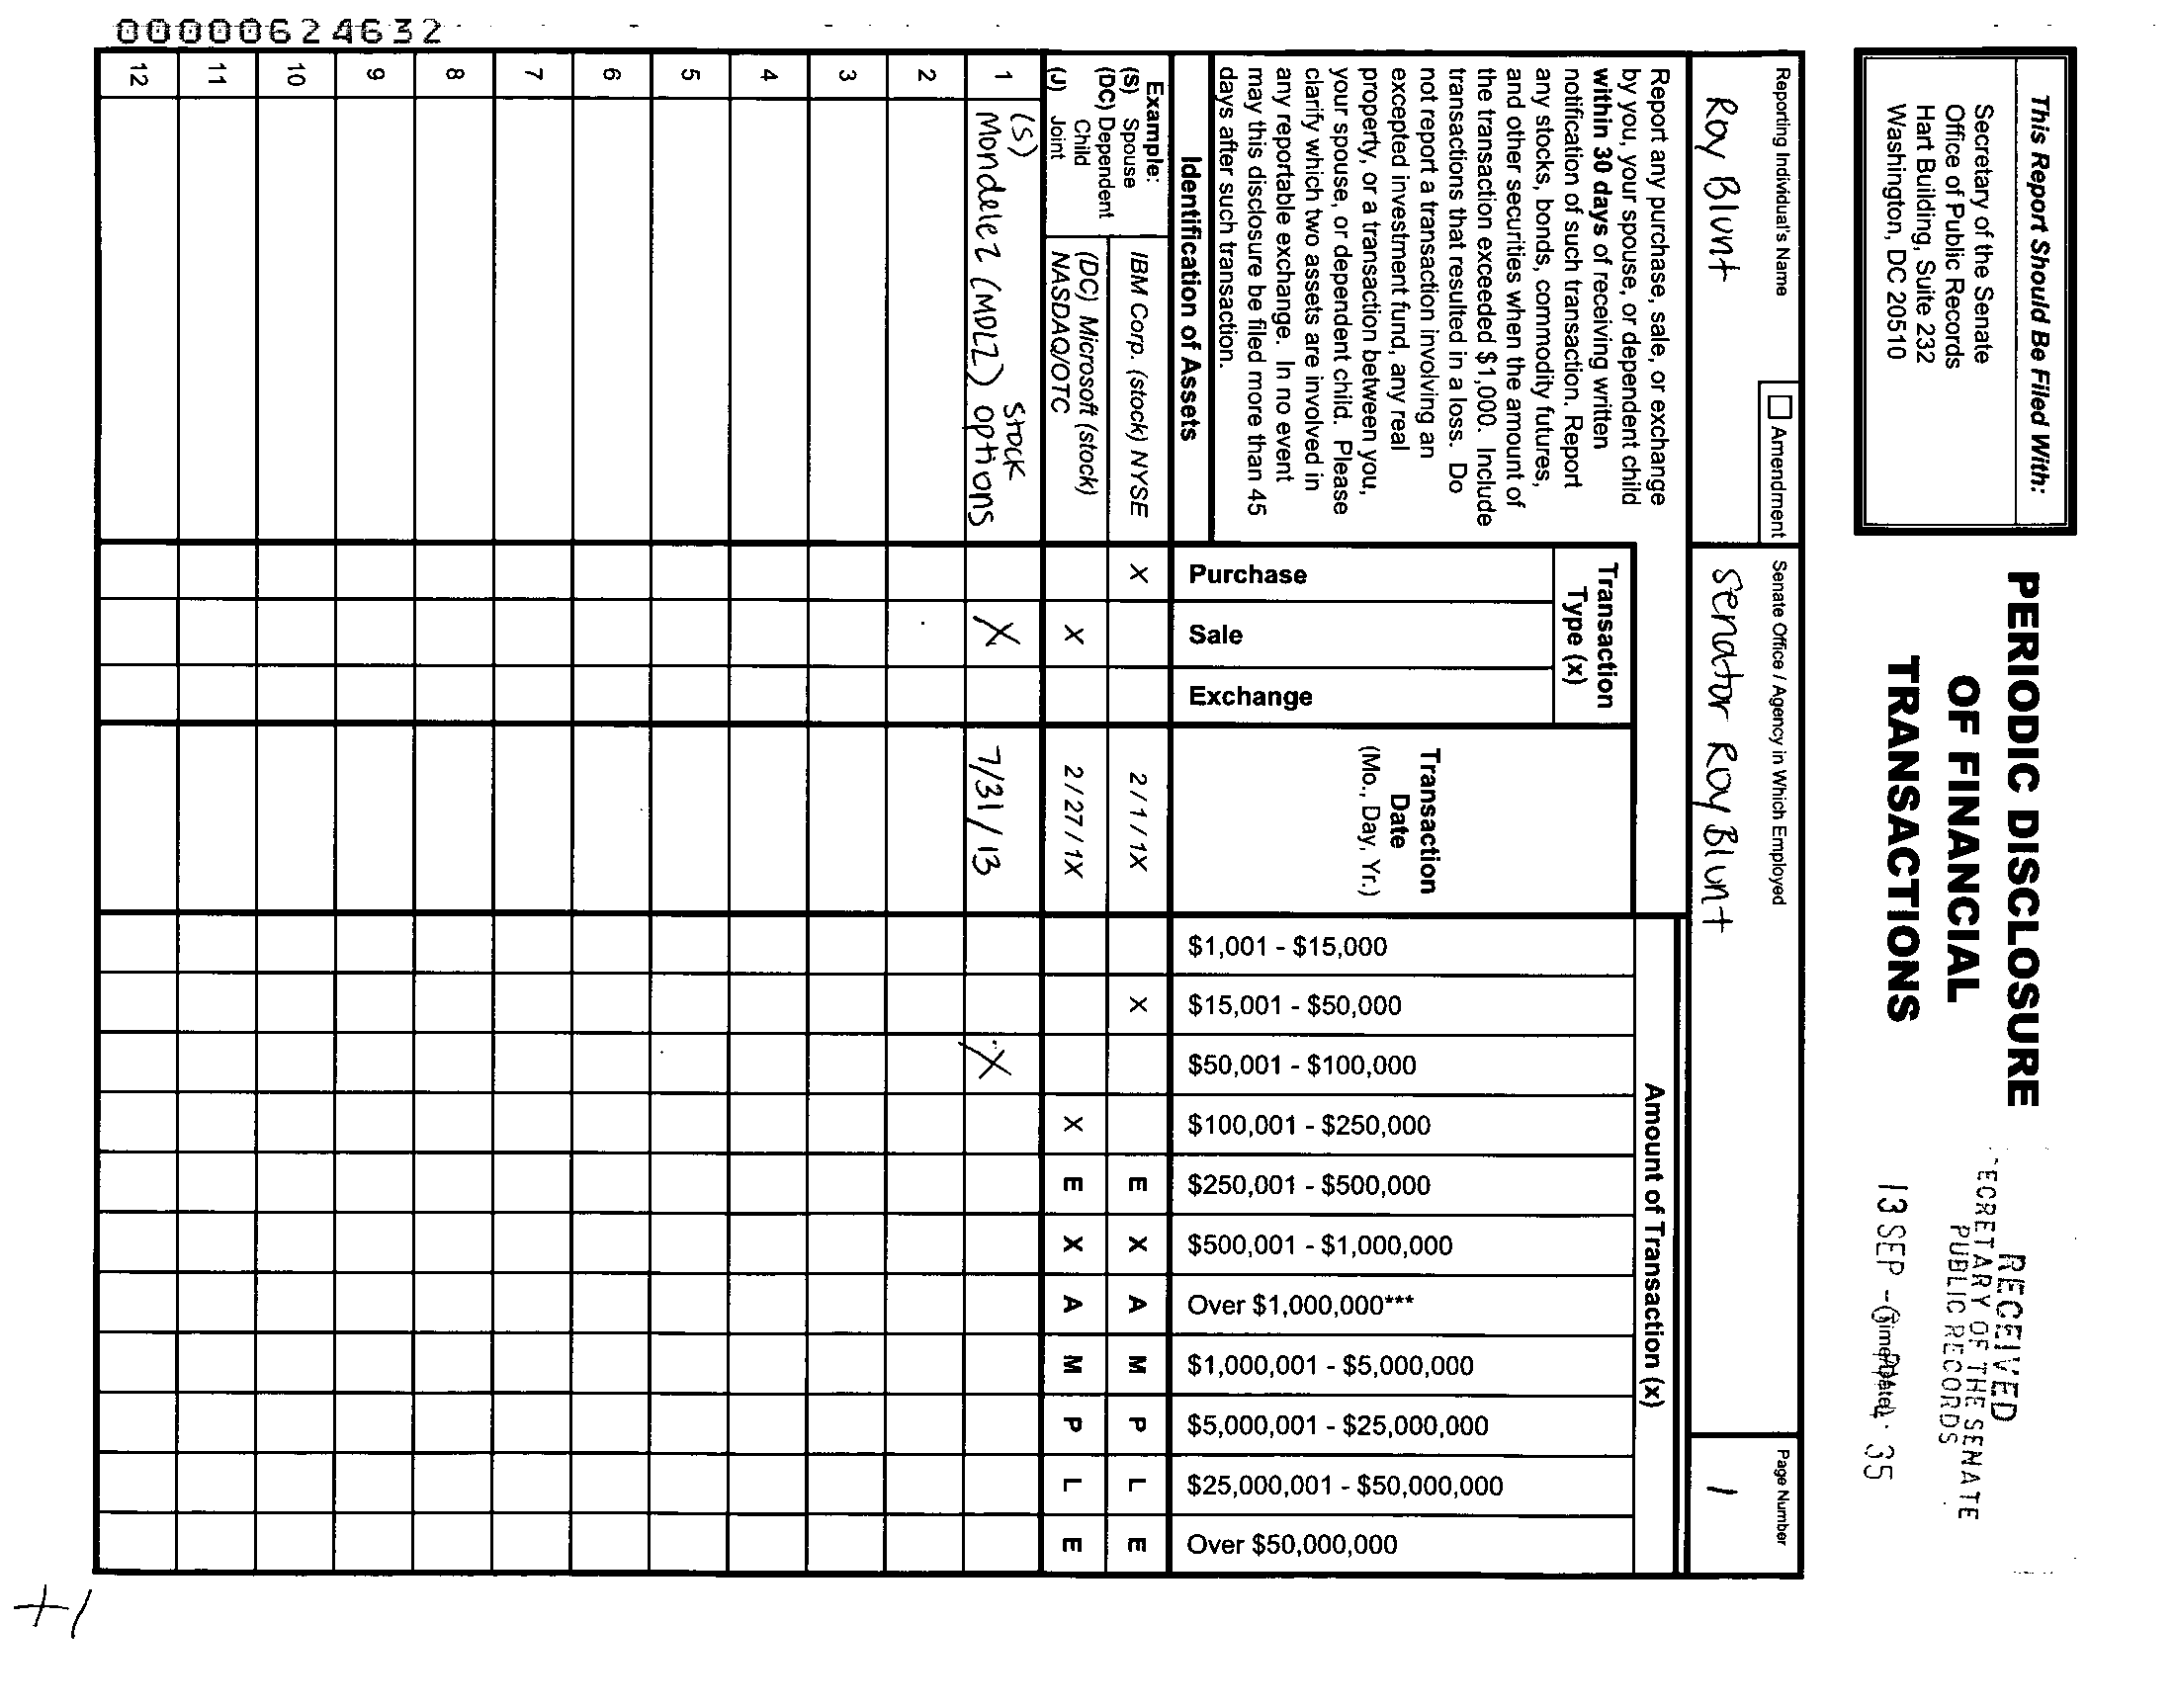 This Report Should Be Filed With:
Secretary of the Senate
Office of Public Records
Hart Building, Suite 232
Washington, DC 20510
PERIODIC DISCLOSURE
OF FINANCIAL
TRANSACTIONS
RECEIVED
ECRETARY OF THE SENATE
PUBLIC RECORDS
13 SEP
35
Reporting Individual's Name
Roy Blunt
☐ Amendment
Senate Office / Agency in Which Employed
Senator Roy Blunt
Page Number
1
Report any purchase, sale, or exchange
by you, your spouse, or dependent child
within 30 days of receiving written
notification of such transaction. Report
any stocks, bonds, commodity futures,
and other securities when the amount of
the transaction exceeded $1,000. Include
transactions that resulted in a loss. Do
not report a transaction involving an
excepted investment fund, any real
property, or a transaction between you,
your spouse, or dependent child. Please
clarify which two assets are involved in
any reportable exchange. In no event
may this disclosure be filed more than 45
days after such transaction.
Identification of Assets
Transaction
Type (x)
Purchase
Sale
Exchange
Transaction
Date
(Mo., Day, Yr.)
Amount of Transaction (x)
$1,001 - $15,000
$15,001 - $50,000
$50,001 - $100,000
$100,001 - $250,000
$250,001 - $500,000
$500,001 - $1,000,000
Over $1,000,000***
$1,000,001 - $5,000,000
$5,000,001 - $25,000,000
$25,000,001 - $50,000,000
Over $50,000,000
Example:
(S) Spouse
(DC) Dependent
Child
(J) Joint
IBM Corp. (stock) NYSE X 2 / 1 / 1X X E X A M P L E
(DC) Microsoft (stock)
NASDAQ/OTC X 2 / 27 / 1X X E X A M P L E
1 (S) stock
Mondelez (MDLZ) options X 7/31/13 X
2
3
4
5
6
7
8
9
10
11
12
00000624632